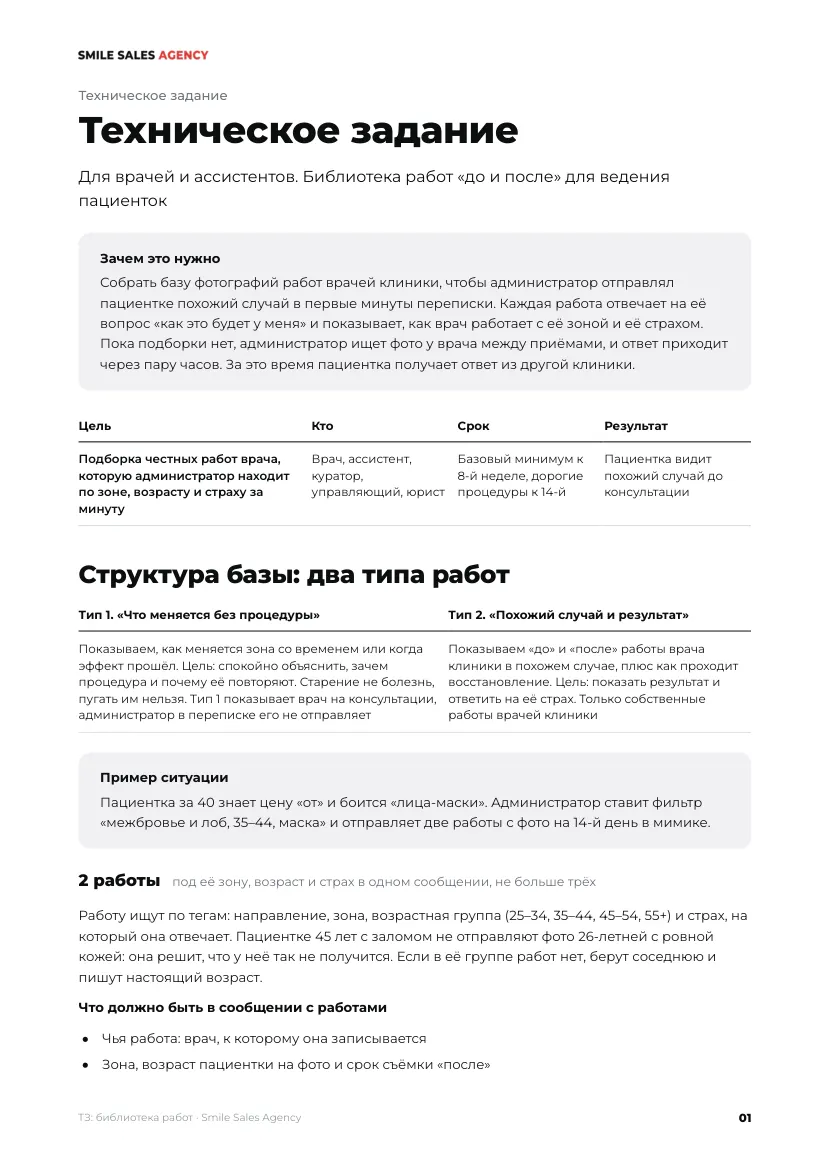 SMILE SALES AGENCY
Техническое задание
Техническое задание
Для врачей и ассистентов. Библиотека работ «до и после» для ведения
пациенток
Зачем это нужно
Собрать базу фотографий работ врачей клиники, чтобы администратор отправлял
пациентке похожий случай в первые минуты переписки. Каждая работа отвечает на её
вопрос «как это будет у меня» и показывает, как врач работает с её зоной и её страхом.
Пока подборки нет, администратор ищет фото у врача между приёмами, и ответ приходит
через пару часов. За это время пациентка получает ответ из другой клиники.
Цель
Кто
Срок
Результат
Подборка честных работ врача,
которую администратор находит
по зоне, возрасту и страху за
минуту
Врач, ассистент,
куратор,
управляющий, юрист
Базовый минимум к
8-й неделе, дорогие
процедуры к 14-й
Пациентка видит
похожий случай до
консультации
Структура базы: два типа работ
Тип 1. «Что меняется без процедуры»
Тип 2. «Похожий случай и результат»
Показываем, как меняется зона со временем или когда
эффект прошёл. Цель: спокойно объяснить, зачем
процедура и почему её повторяют. Старение не болезнь,
пугать им нельзя. Тип 1 показывает врач на консультации,
администратор в переписке его не отправляет
Показываем «до» и «после» работы врача
клиники в похожем случае, плюс как проходит
восстановление. Цель: показать результат и
ответить на её страх. Только собственные
работы врачей клиники
Пример ситуации
Пациентка за 40 знает цену «от» и боится «лица-маски». Администратор ставит фильтр
«межбровье и лоб, 35–44, маска» и отправляет две работы с фото на 14-й день в мимике.
2 работы под её зону, возраст и страх в одном сообщении, не больше трёх
Работу ищут по тегам: направление, зона, возрастная группа (25–34, 35–44, 45–54, 55+) и страх, на
который она отвечает. Пациентке 45 лет с заломом не отправляют фото 26-летней с ровной
кожей: она решит, что у неё так не получится. Если в её группе работ нет, берут соседнюю и
пишут настоящий возраст.
Что должно быть в сообщении с работами
• Чья работа: врач, к которому она записывается
• Зона, возраст пациентки на фото и срок съёмки «после»
ТЗ: библиотека работ · Smile Sales Agency
01